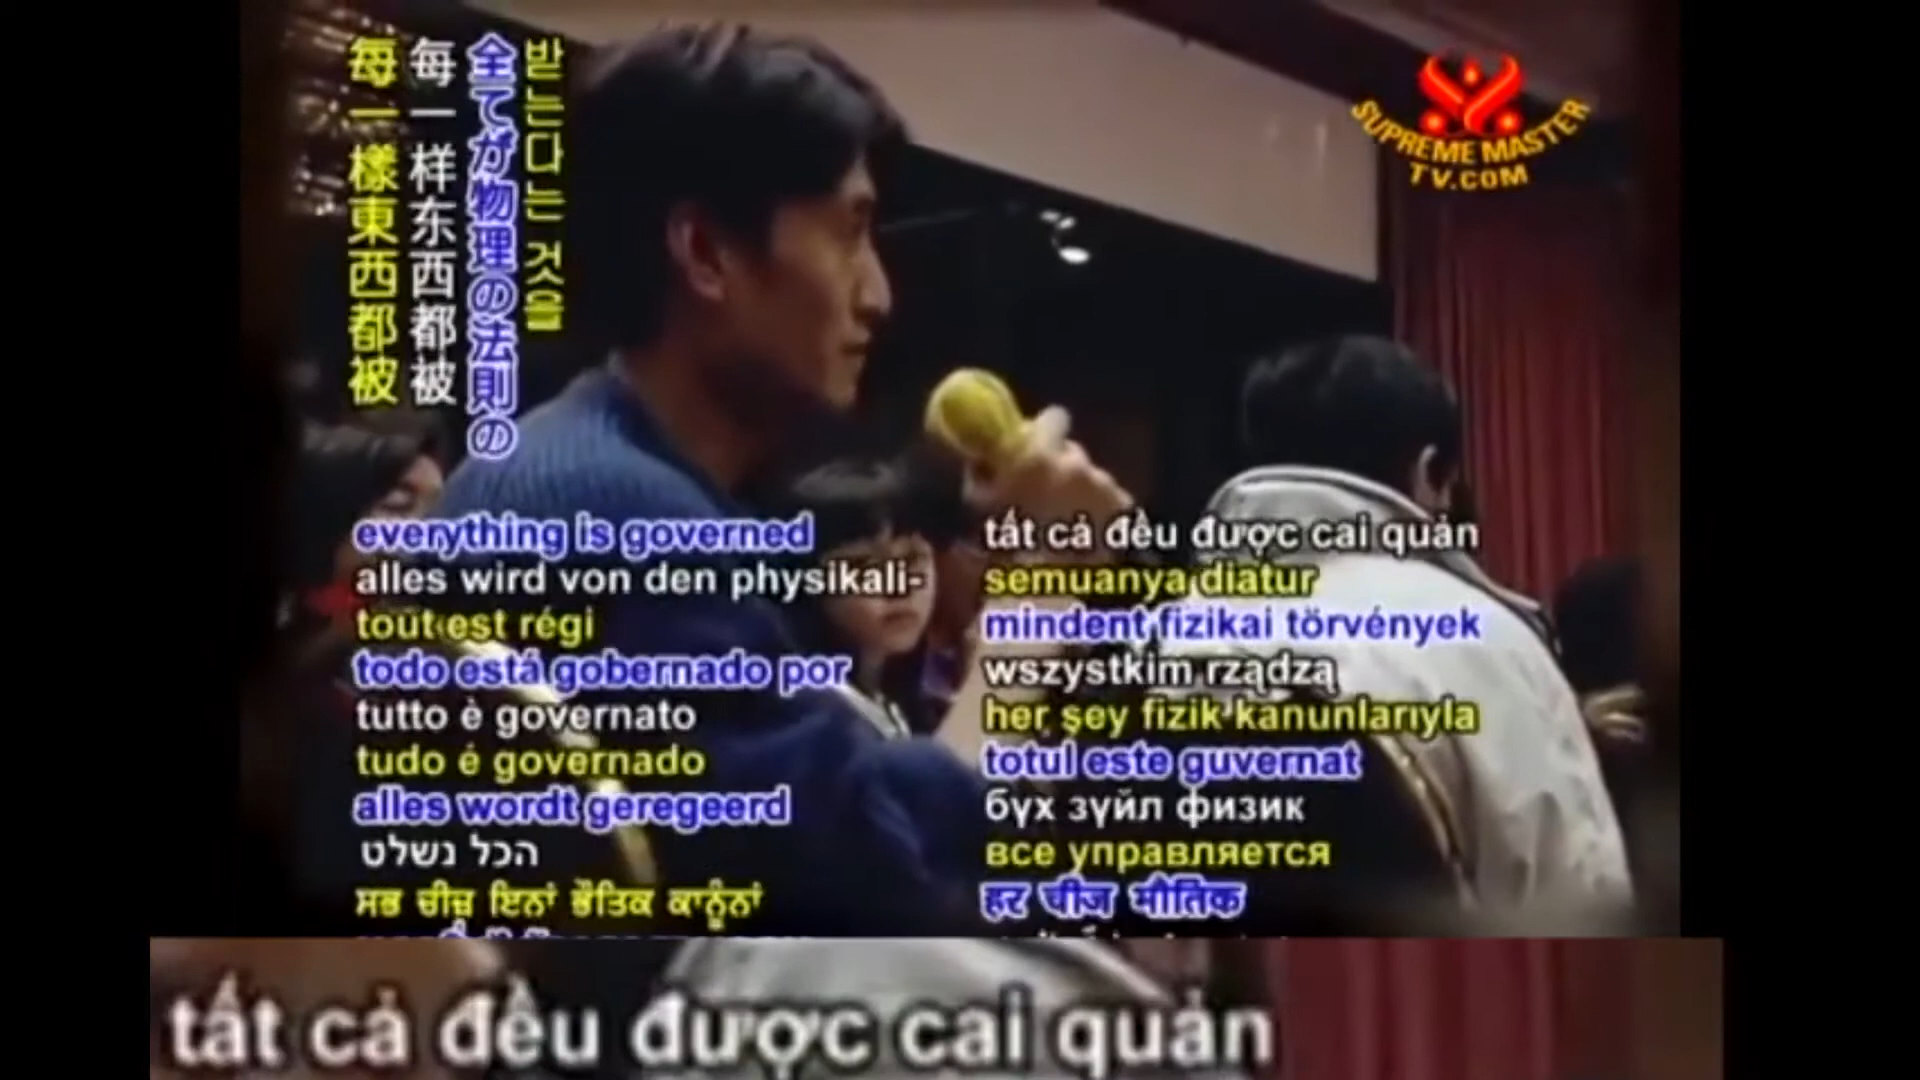 받는다는 것을
全てが物理の法則の
每一样东西都被
每一樣東西都被
SUPREME MASTER
TV.COM
everything is governed
alles wird von den physikali-
tout est régi
todo está gobernado por
tutto è governato
tudo é governado
alles wordt geregeerd
הכל נשלט
ਸਭ ਚੀਜ਼ ਇਨਾਂ ਭੌਤਿਕ ਕਾਨੂੰਨਾਂ
tất cả đều được cai quản
semuanya diatur
mindent fizikai törvények
wszystkim rządzą
her şey fizik kanunlarıyla
totul este guvernat
бүх зүйл физик
все управляется
हर चीज भौतिक
tất cả đều được cai quản